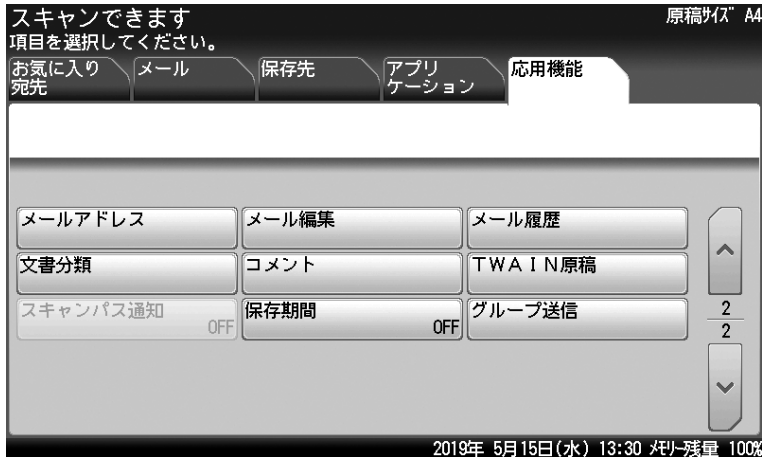 スキャンできます 原稿ｻｲｽﾞ A4
項目を選択してください。
お気に入り
宛先
メール
保存先
アプリ
ケーション
応用機能
メールアドレス
メール編集
メール履歴
文書分類
コメント
ＴＷＡＩＮ原稿
スキャンパス通知
OFF
保存期間
OFF
グループ送信
2
2
2019年 5月15日(水) 13:30 ﾒﾓﾘｰ残量 100%